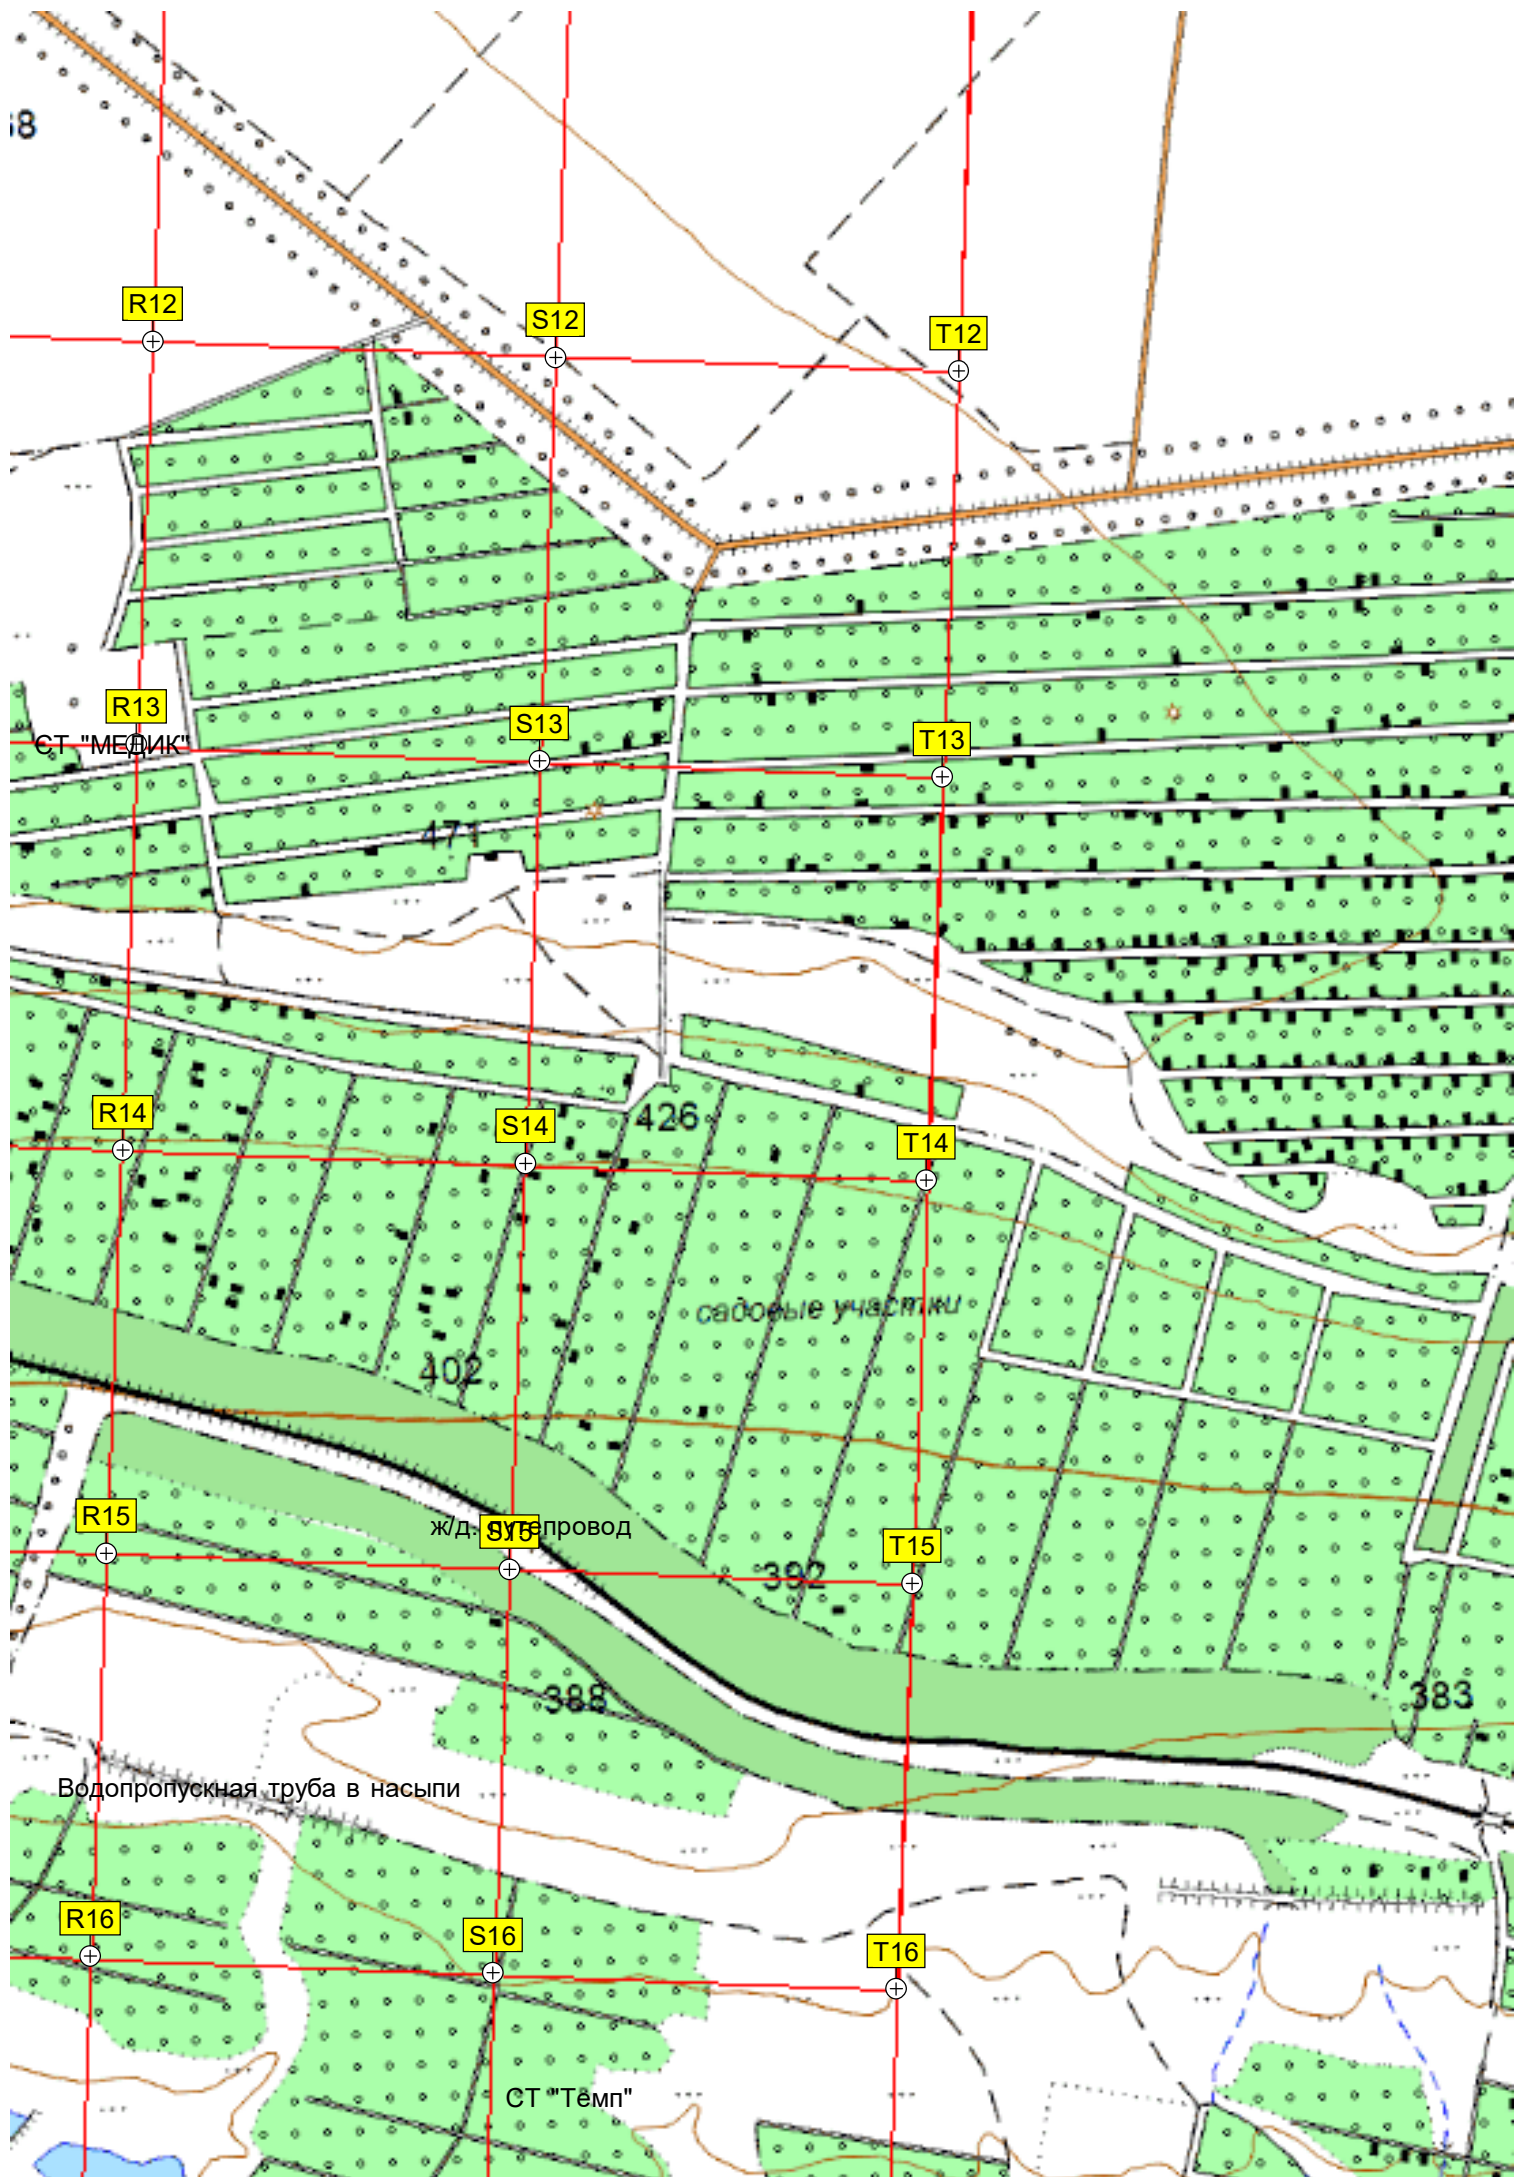 R12
S12
T12
R13
S13
T13
СТ "МЕДИК"
471
R14
S14
426
T14
садовые участки
402
R15
S15
ж/д. путепровод
T15
392
388
383
Водопропускная труба в насыпи
R16
S16
T16
СТ "Темп"